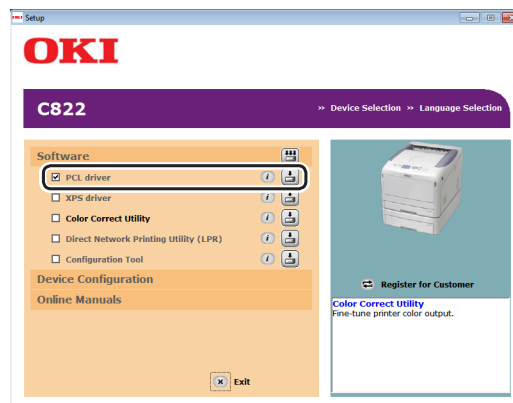 OKI Setup
OKI
C822
» Device Selection » Language Selection
Software
PCL driver
XPS driver
Color Correct Utility
Direct Network Printing Utility (LPR)
Configuration Tool
Device Configuration
Online Manuals
Exit
Register for Customer
Color Correct Utility
Fine-tune printer color output.